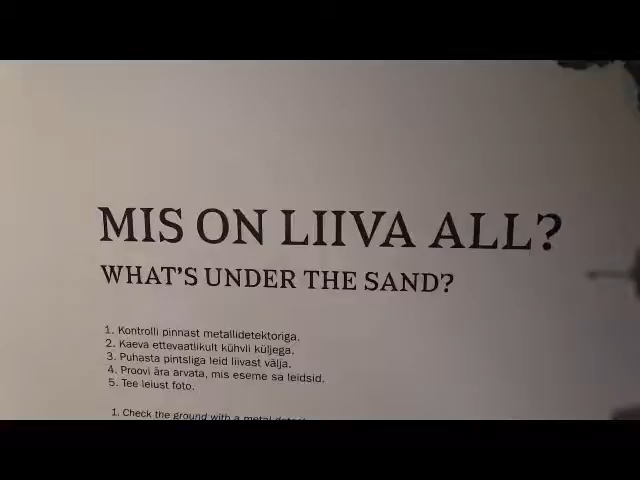 MIS ON LIIVA ALL?
WHAT'S UNDER THE SAND?
1. Kontrolli pinnast metallidetektoriga.
2. Kaeva ettevaatlikult kühvli küljega.
3. Puhasta pintsliga leid liivast välja.
4. Proovi ära arvata, mis eseme sa leidsid.
5. Tee leiust foto.
1. Check the ground with a metal